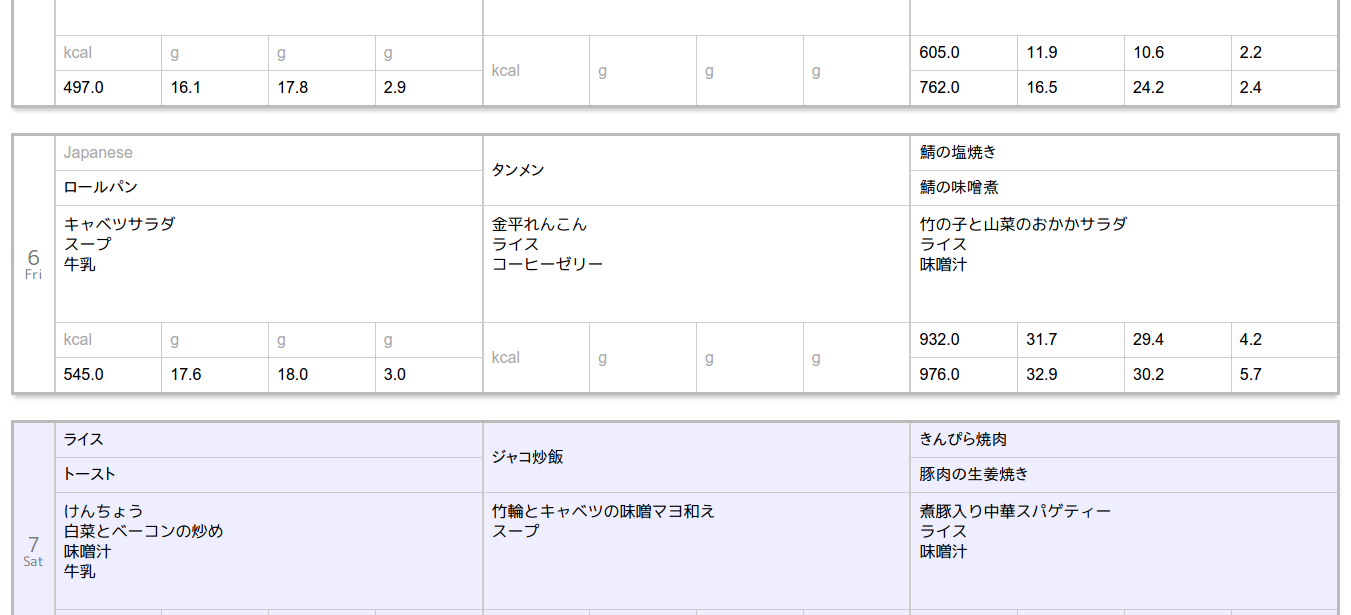 kcal g g g kcal g g g 605.0 11.9 10.6 2.2
497.0 16.1 17.8 2.9 762.0 16.5 24.2 2.4
6
Fri
Japanese
ロールパン
キャベツサラダ
スープ
牛乳
kcal g g g
545.0 17.6 18.0 3.0
タンメン
金平れんこん
ライス
コーヒーゼリー
kcal g g g
鯖の塩焼き
鯖の味噌煮
竹の子と山菜のおかかサラダ
ライス
味噌汁
932.0 31.7 29.4 4.2
976.0 32.9 30.2 5.7
7
Sat
ライス
トースト
けんちょう
白菜とベーコンの炒め
味噌汁
牛乳
ジャコ炒飯
竹輪とキャベツの味噌マヨ和え
スープ
きんぴら焼肉
豚肉の生姜焼き
煮豚入り中華スパゲティー
ライス
味噌汁